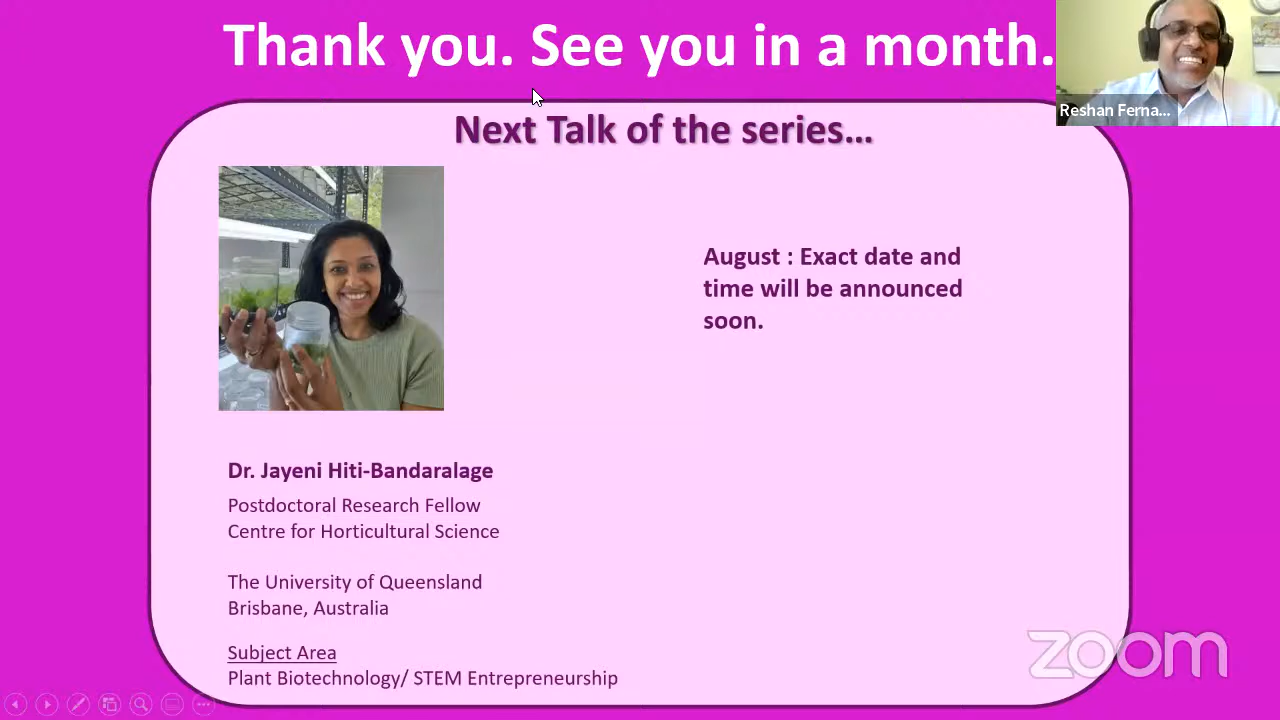 Thank you. See you in a month.
Reshan Ferna...
Next Talk of the series...
August : Exact date and
time will be announced
soon.
Dr. Jayeni Hiti-Bandaralage
Postdoctoral Research Fellow
Centre for Horticultural Science
The University of Queensland
Brisbane, Australia
Subject Area
Plant Biotechnology/ STEM Entrepreneurship
zoom